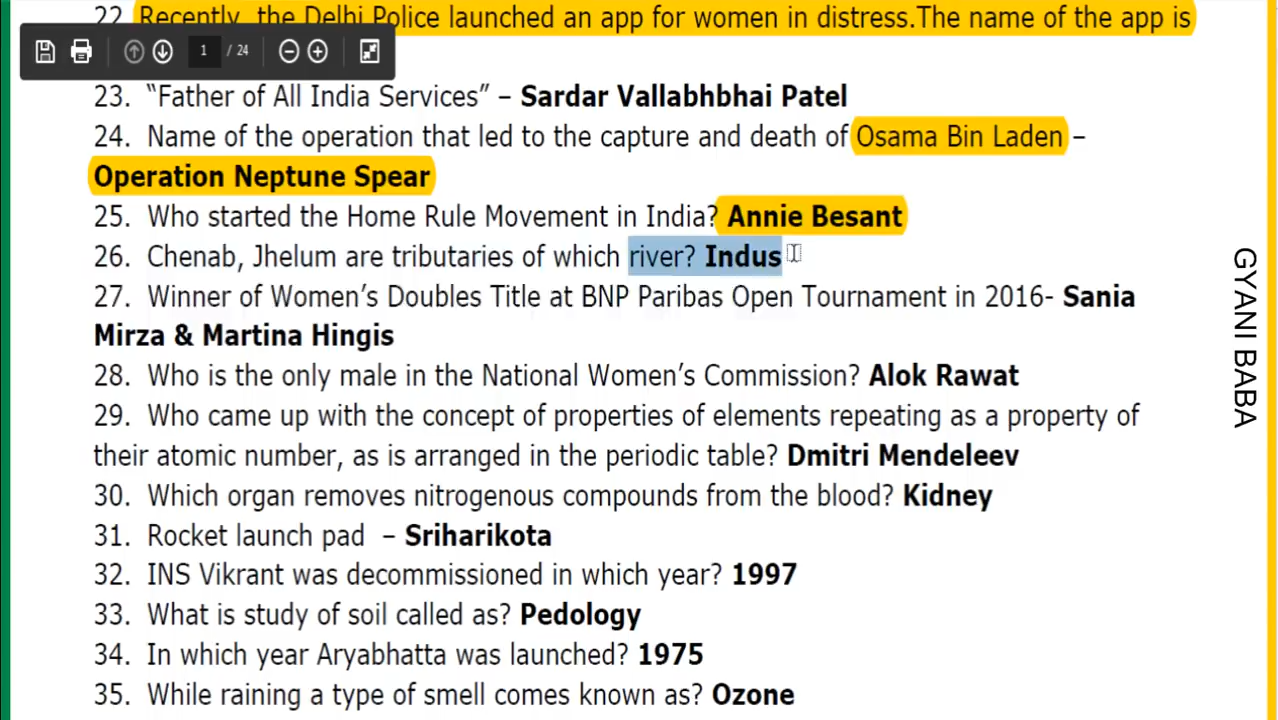 22. Recently, the Delhi Police launched an app for women in distress.The name of the app is
1 / 24
23. “Father of All India Services” – Sardar Vallabhbhai Patel
24. Name of the operation that led to the capture and death of Osama Bin Laden –
Operation Neptune Spear
25. Who started the Home Rule Movement in India? Annie Besant
26. Chenab, Jhelum are tributaries of which river? Indus
27. Winner of Women’s Doubles Title at BNP Paribas Open Tournament in 2016- Sania
Mirza & Martina Hingis
28. Who is the only male in the National Women’s Commission? Alok Rawat
29. Who came up with the concept of properties of elements repeating as a property of
their atomic number, as is arranged in the periodic table? Dmitri Mendeleev
30. Which organ removes nitrogenous compounds from the blood? Kidney
31. Rocket launch pad – Sriharikota
32. INS Vikrant was decommissioned in which year? 1997
33. What is study of soil called as? Pedology
34. In which year Aryabhatta was launched? 1975
35. While raining a type of smell comes known as? Ozone
GYANI BABA